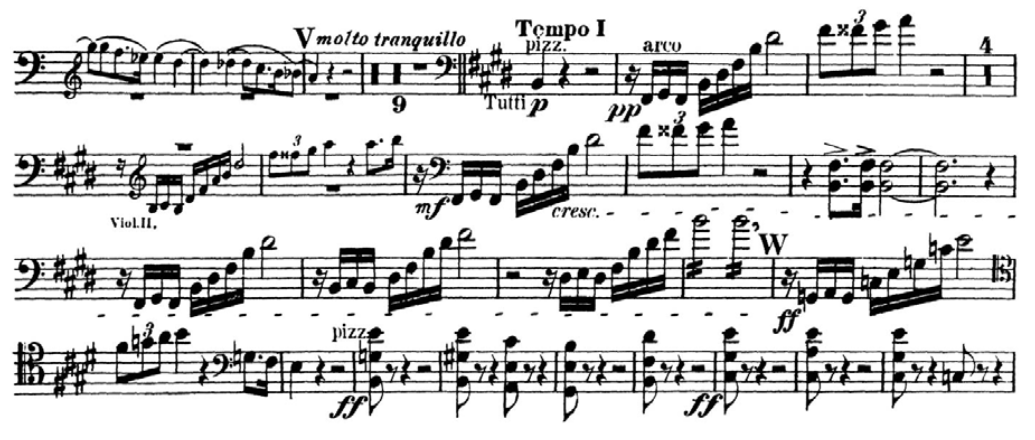 V molto tranquillo Tempo I
pizz. arco 3 4
9 Tutti p pp
3 3
Viol.II. mf cresc.
W
ff
3 pizz.
ff ff